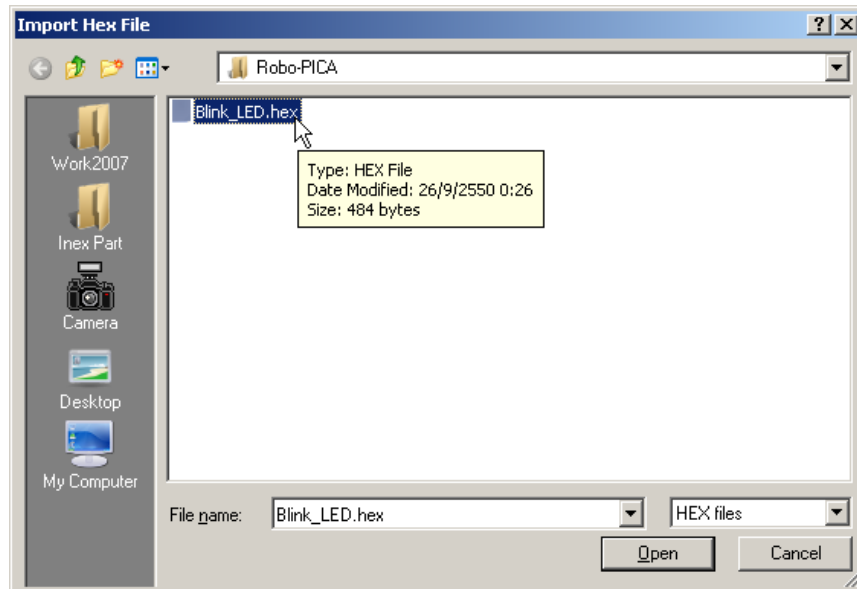 Import Hex File
Robo-PICA
Work2007
Inex Part
Camera
Desktop
My Computer
Blink_LED.hex
Type: HEX File
Date Modified: 26/9/2550 0:26
Size: 484 bytes
File name: Blink_LED.hex HEX files
Open Cancel